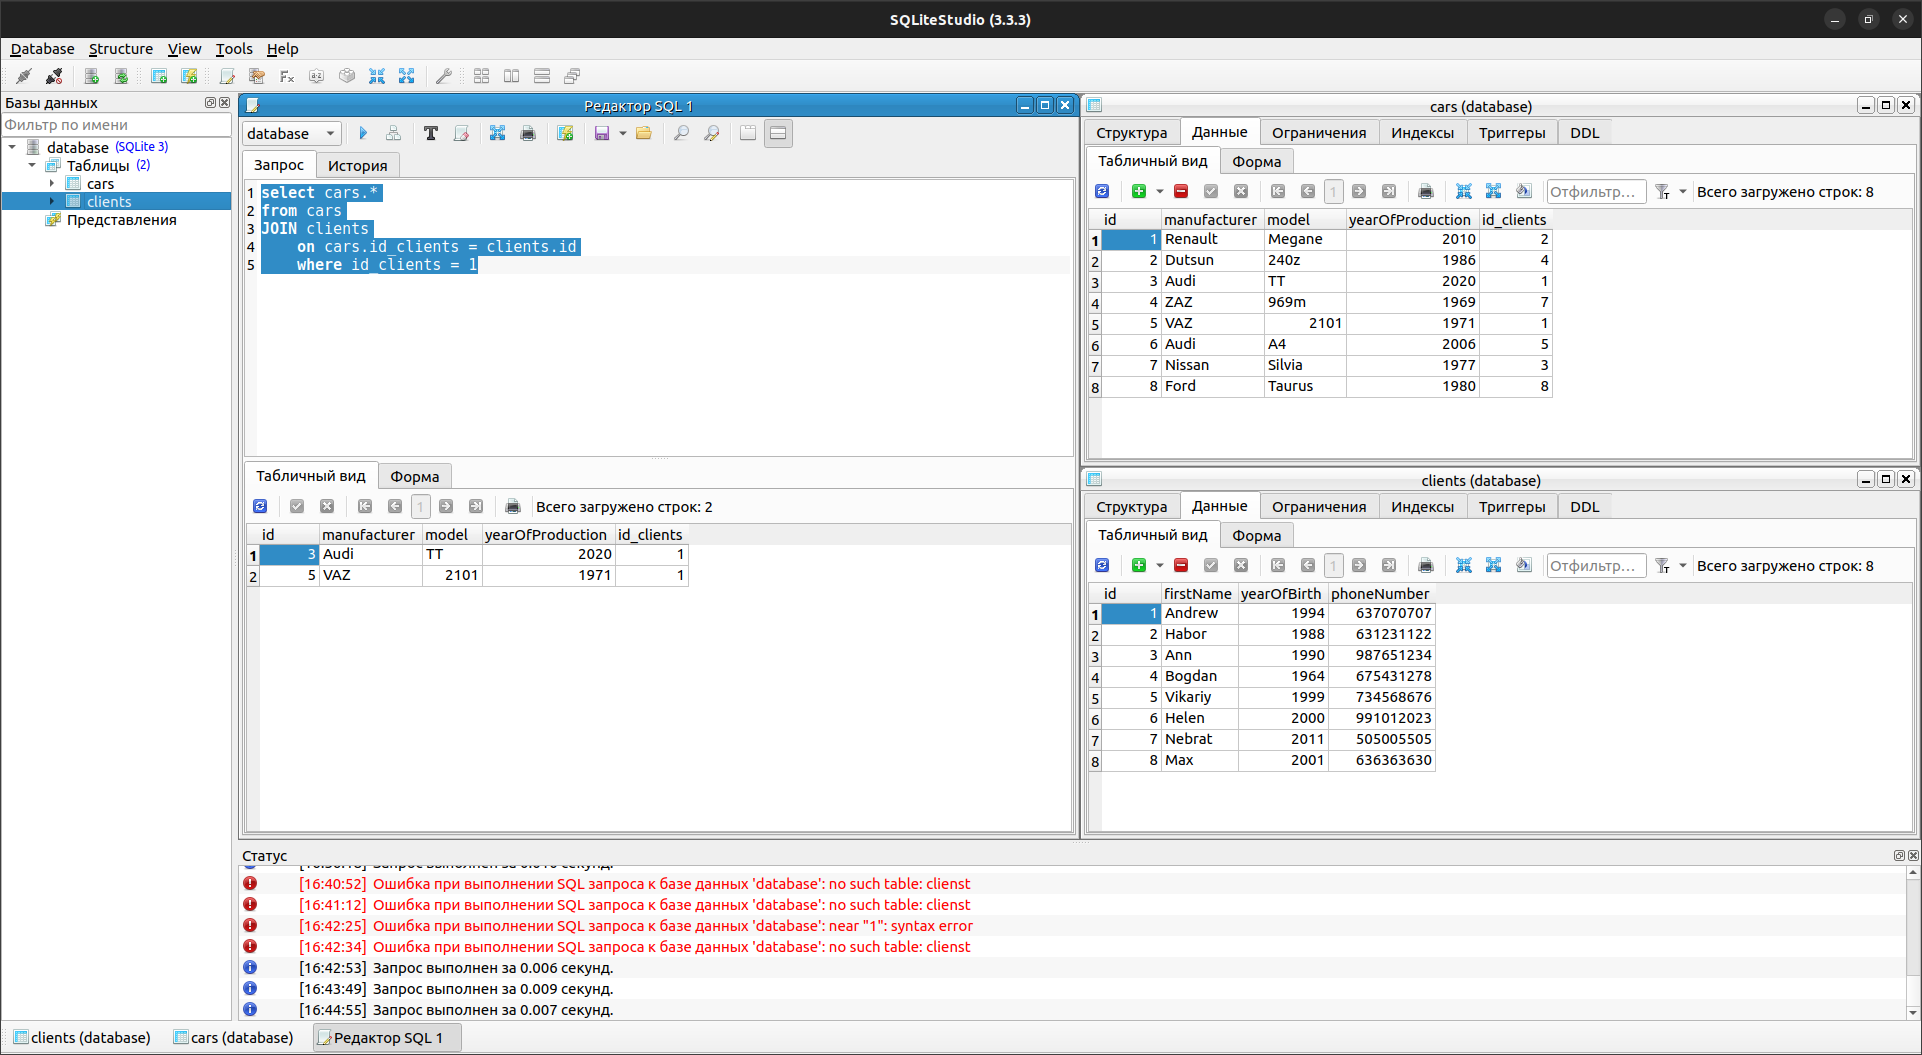 SQLiteStudio (3.3.3)
Database Structure View Tools Help
Базы данных
Фильтр по имени
database (SQLite 3)
Таблицы (2)
cars
clients
Представления
Редактор SQL 1
database
Запрос История
1 select cars.*
2 from cars
3 JOIN clients
4 on cars.id_clients = clients.id
5 where id_clients = 1
Табличный вид Форма
1 Всего загружено строк: 2
id manufacturer model yearOfProduction id_clients
1 3 Audi TT 2020 1
2 5 VAZ 2101 1971 1
cars (database)
Структура Данные Ограничения Индексы Триггеры DDL
Табличный вид Форма
1 Отфильтр... Всего загружено строк: 8
id manufacturer model yearOfProduction id_clients
1 1 Renault Megane 2010 2
2 2 Dutsun 240z 1986 4
3 3 Audi TT 2020 1
4 4 ZAZ 969m 1969 7
5 5 VAZ 2101 1971 1
6 6 Audi A4 2006 5
7 7 Nissan Silvia 1977 3
8 8 Ford Taurus 1980 8
clients (database)
Структура Данные Ограничения Индексы Триггеры DDL
Табличный вид Форма
1 Отфильтр... Всего загружено строк: 8
id firstName yearOfBirth phoneNumber
1 1 Andrew 1994 637070707
2 2 Habor 1988 631231122
3 3 Ann 1990 987651234
4 4 Bogdan 1964 675431278
5 5 Vikariy 1999 734568676
6 6 Helen 2000 991012023
7 7 Nebrat 2011 505005505
8 8 Max 2001 636363630
Статус
[16:40:52] Ошибка при выполнении SQL запроса к базе данных 'database': no such table: clienst
[16:41:12] Ошибка при выполнении SQL запроса к базе данных 'database': no such table: clienst
[16:42:25] Ошибка при выполнении SQL запроса к базе данных 'database': near "1": syntax error
[16:42:34] Ошибка при выполнении SQL запроса к базе данных 'database': no such table: clienst
[16:42:53] Запрос выполнен за 0.006 секунд.
[16:43:49] Запрос выполнен за 0.009 секунд.
[16:44:55] Запрос выполнен за 0.007 секунд.
clients (database) cars (database) Редактор SQL 1